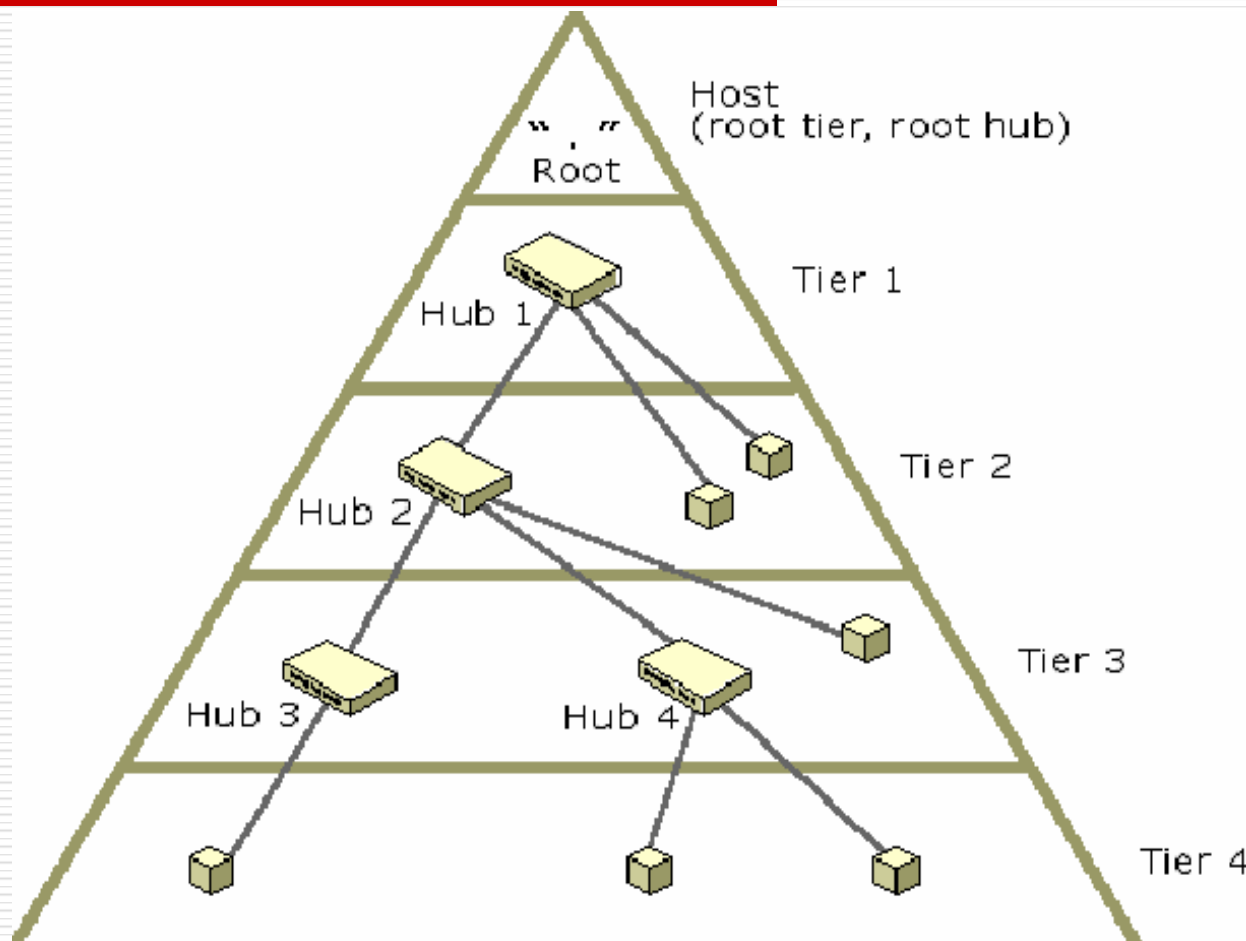 Host
(root tier, root hub)
Root
Tier 1
Hub 1
Tier 2
Hub 2
Tier 3
Hub 3
Hub 4
Tier 4